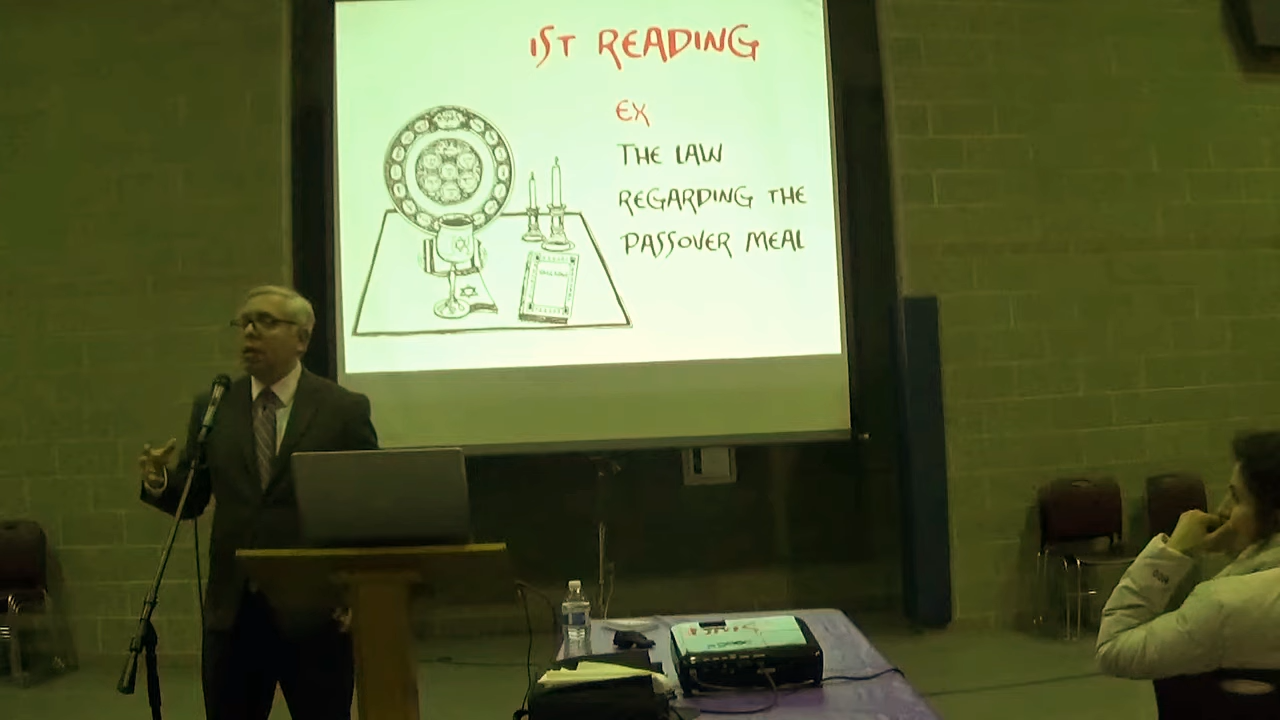 1ST READING
EX
THE LAW
REGARDING THE
PASSOVER MEAL